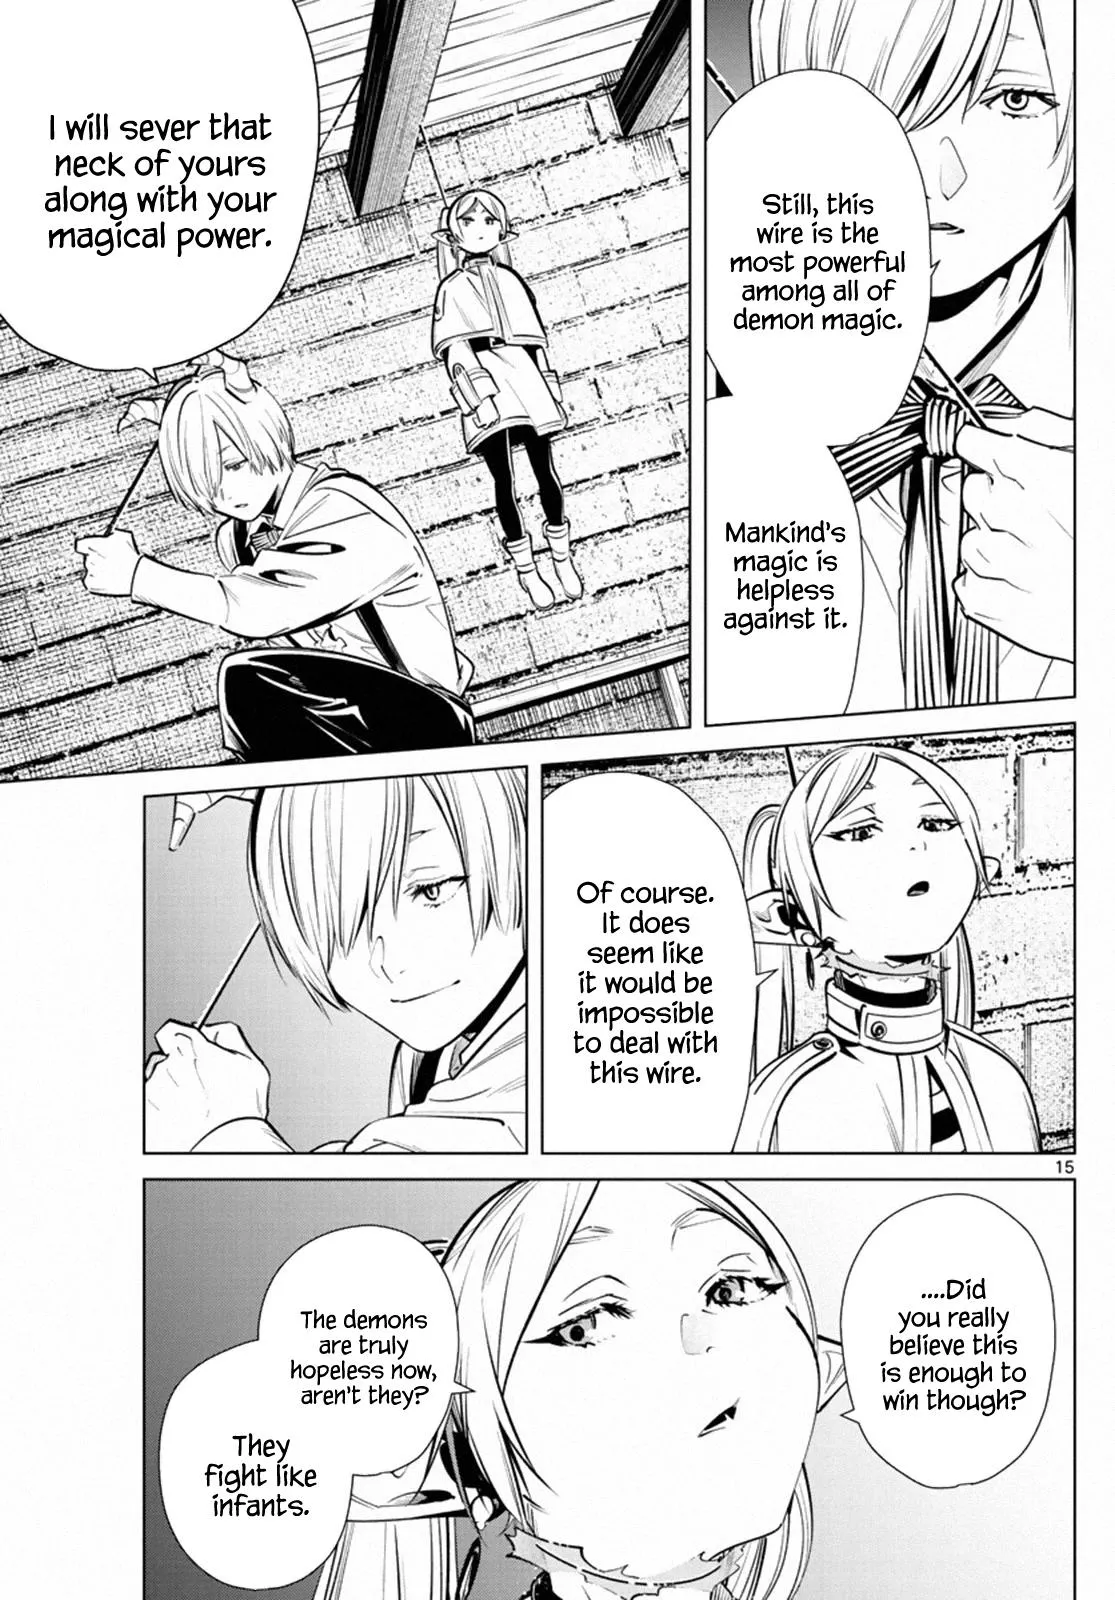 Still, this
wire is the
most powerful
among all of
demon magic.
Mankind's
magic is
helpless
against it.
I will sever that
neck of yours
along with your
magical power.
Of course.
It does
seem like
it would be
impossible
to deal with
this wire.
15
....Did
you really
believe this
is enough to
win though?
The demons
are truly
hopeless now,
aren't they?
They
fight like
infants.